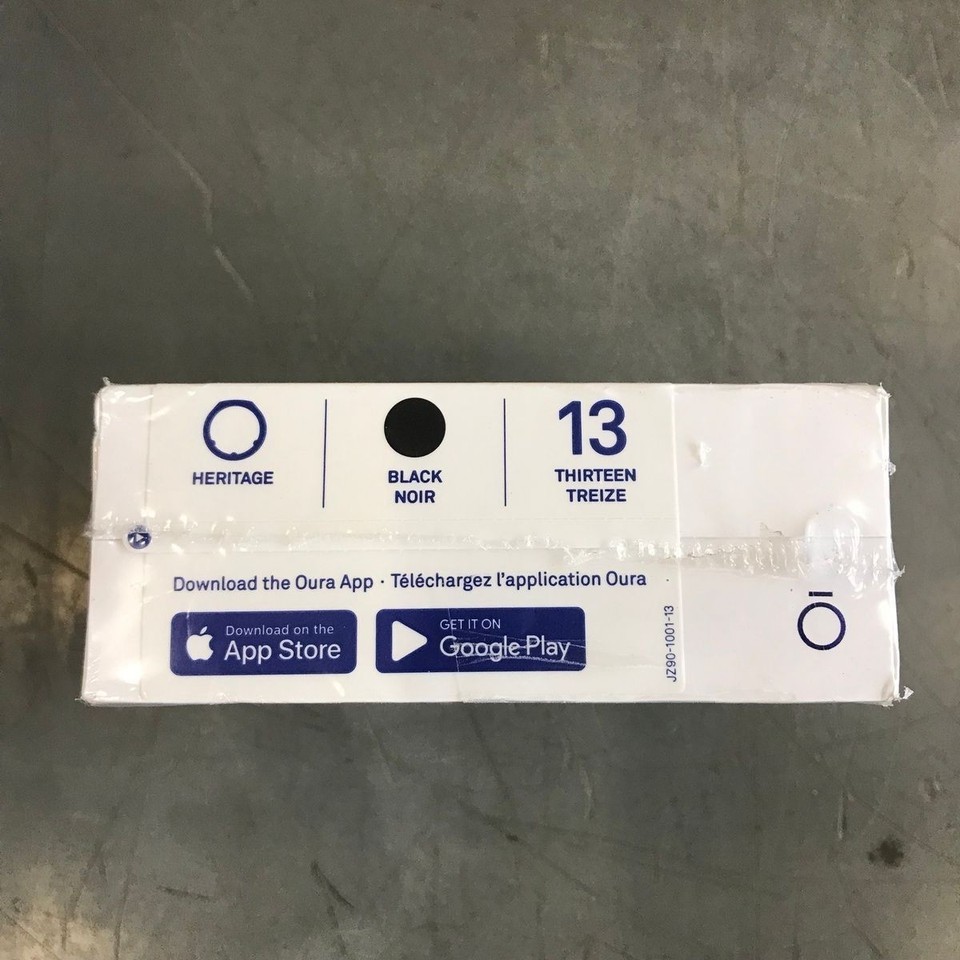 HERITAGE
BLACK
NOIR
13
THIRTEEN
TREIZE
Download the Oura App · Téléchargez l'application Oura
Download on the
App Store
GET IT ON
Google Play
JZ90-1001-13